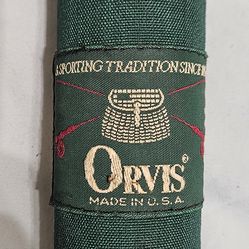 A SPORTING TRADITION SINCE
ORVIS®
MADE IN U.S.A.